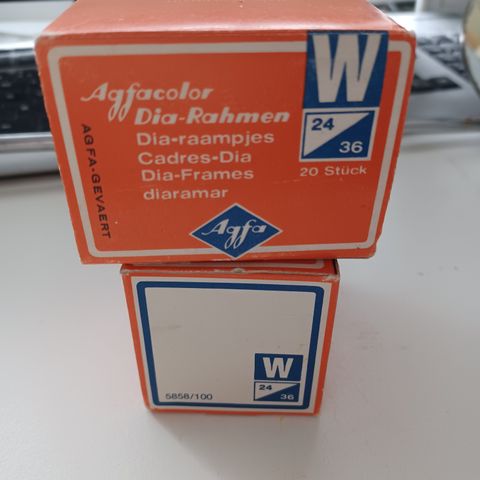 Agfacolor
Dia-Rahmen
Dia-raampjes
Cadres-Dia
Dia-Frames
diaramar
AGFA-GEVAERT
W
24
36
20 Stück
Agfa
W
24
36
5858/100